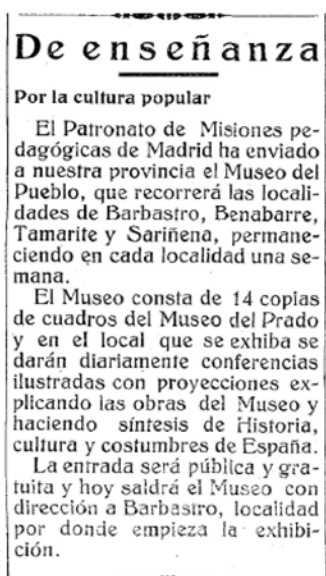 De enseñanza
Por la cultura popular
El Patronato de Misiones pe-
dagógicas de Madrid ha enviado
a nuestra provincia el Museo del
Pueblo, que recorrerá las locali-
dades de Barbastro, Benabarre,
Tamarite y Sariñena, permane-
ciendo en cada localidad una se-
mana.
El Museo consta de 14 copias
de cuadros del Museo del Prado
y en el local que se exhiba se
darán diariamente conferencias
ilustradas con proyecciones ex-
plicando las obras del Museo y
haciendo síntesis de Historia,
cultura y costumbres de España.
La entrada será pública y gra-
tuita y hoy saldrá el Museo con
dirección a Barbastro, localidad
por donde empieza la exhibi-
ción.